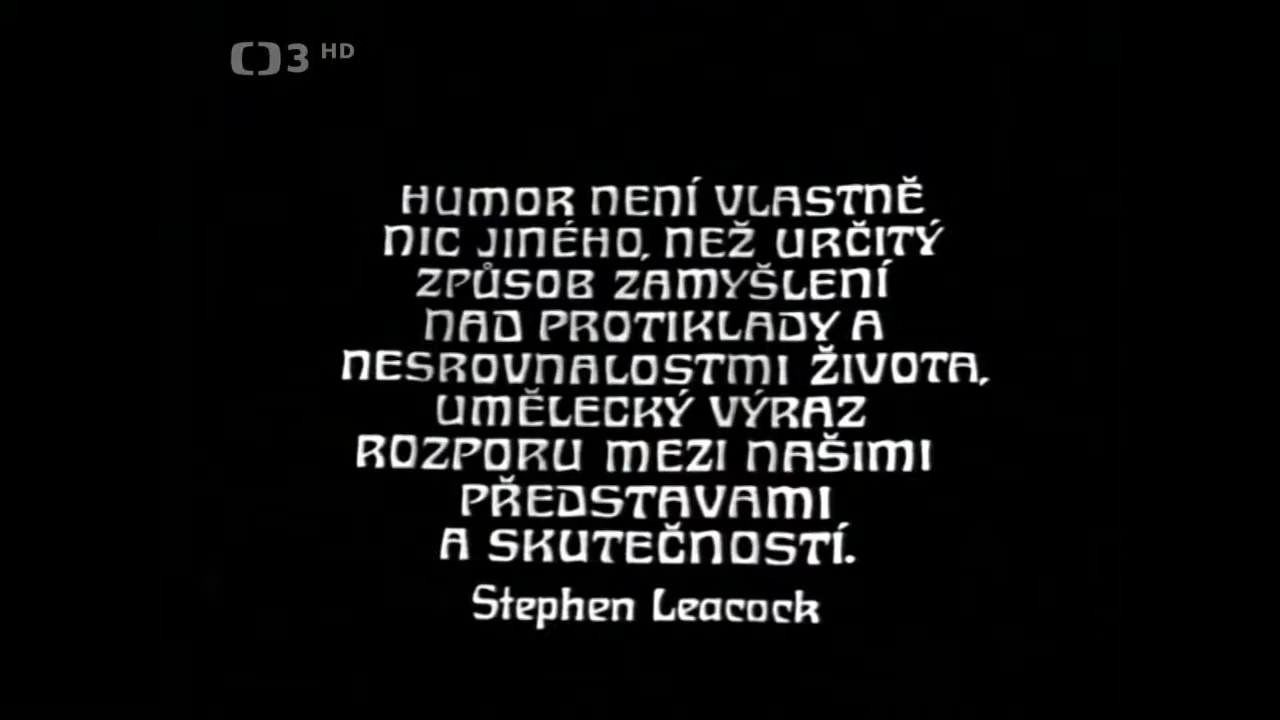 3 HD
HUMOR NENÍ VLASTNĚ
NIC JINÉHO, NEŽ URČITÝ
ZPŮSOB ZAMYŠLENÍ
NAD PROTIKLADY A
NESROVNALOSTMI ŽIVOTA,
UMĚLECKÝ VÝRAZ
ROZPORU MEZI NAŠIMI
PŘEDSTAVAMI
A SKUTEČNOSTÍ.
Stephen Leacock